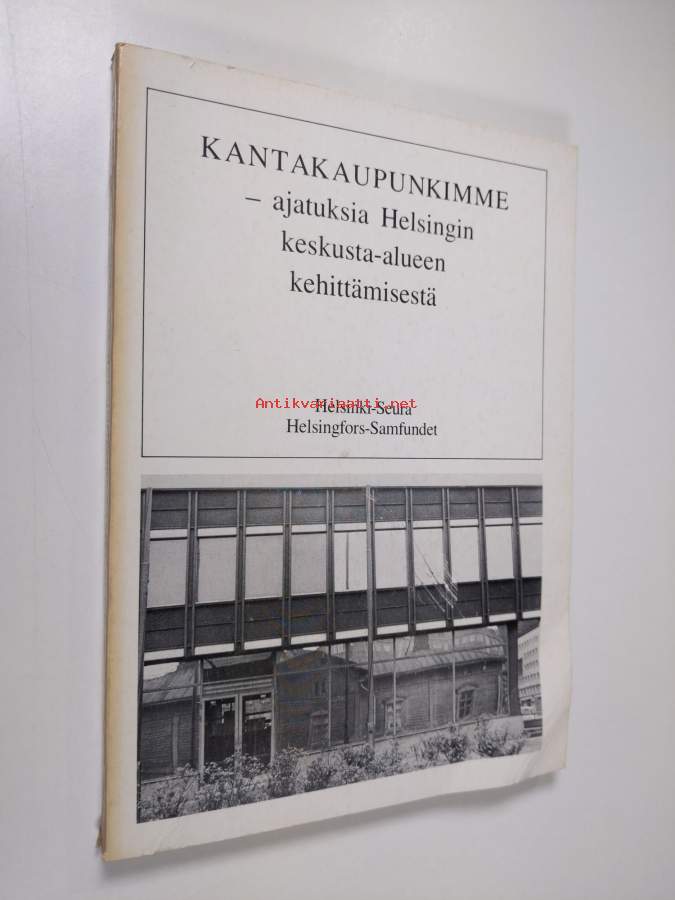 KANTAKAUPUNKIMME
– ajatuksia Helsingin
keskusta-alueen
kehittämisestä
Antikvariaatti.net
Helsinki-Seura
Helsingfors-Samfundet